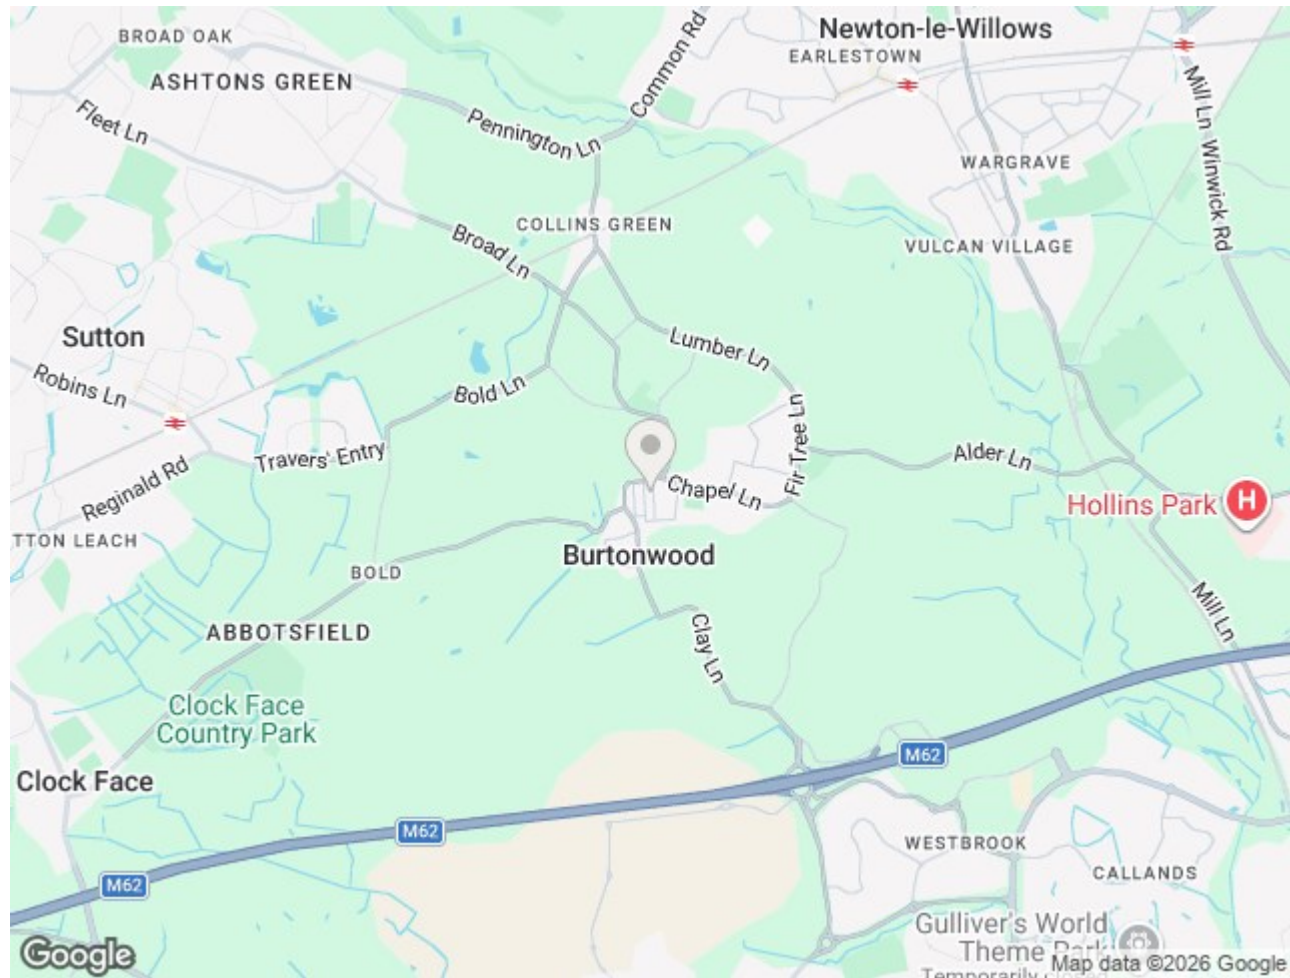 BROAD OAK
ASHTONS GREEN
Fleet Ln
Pennington Ln
Common Rd
Newton-le-Willows
EARLESTOWN
Mill Ln
Winwick Rd
WARGRAVE
COLLINS GREEN
Broad Ln
VULCAN VILLAGE
Sutton
Robins Ln
Lumber Ln
Bold Ln
Fir Tree Ln
Travers' Entry
Alder Ln
Reginald Rd
Chapel Ln
Hollins Park
H
TTON LEACH
Burtonwood
BOLD
Mill Ln
ABBOTSFIELD
Clay Ln
Clock Face
Country Park
M62
Clock Face
M62
WESTBROOK
M62
CALLANDS
Gulliver's World
Theme Park
Temporarily closed
Google
Map data ©2026 Google